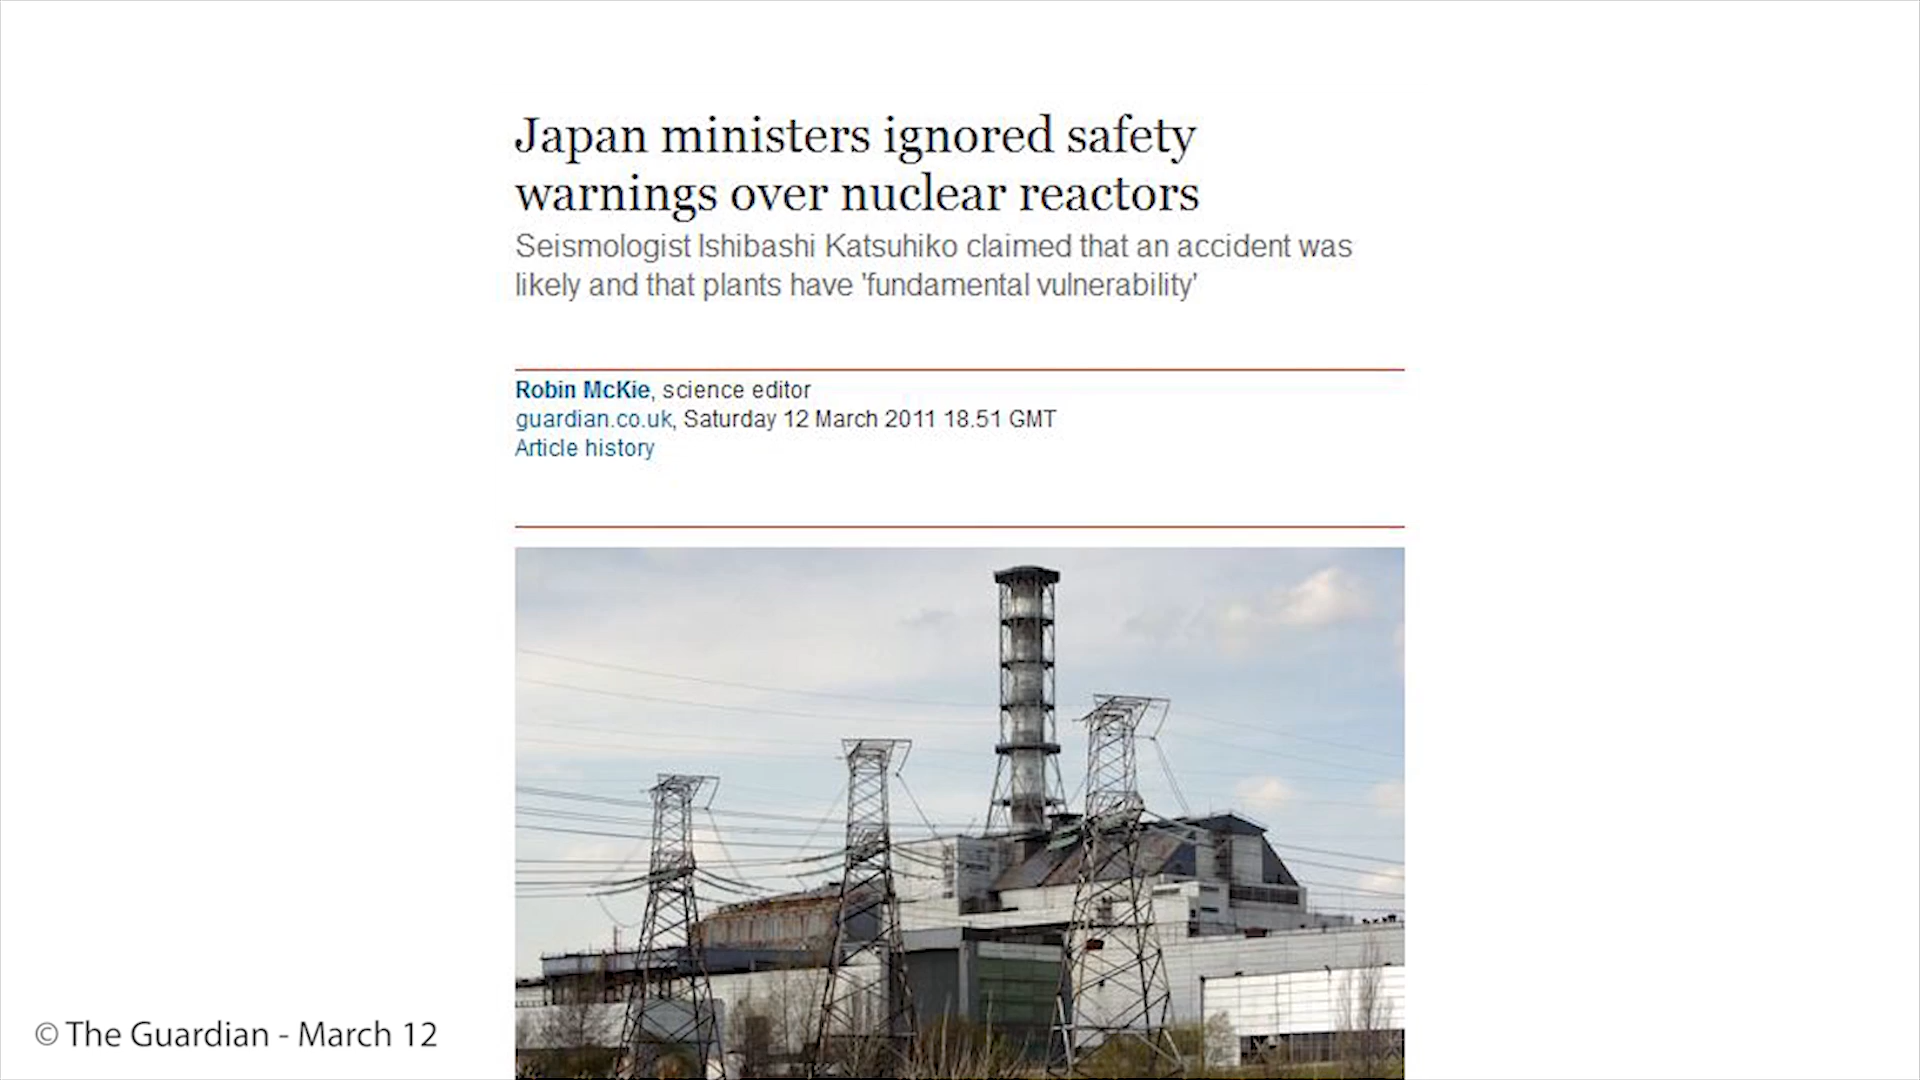 Japan ministers ignored safety
warnings over nuclear reactors
Seismologist Ishibashi Katsuhiko claimed that an accident was
likely and that plants have 'fundamental vulnerability'
Robin McKie, science editor
guardian.co.uk, Saturday 12 March 2011 18.51 GMT
Article history
© The Guardian - March 12